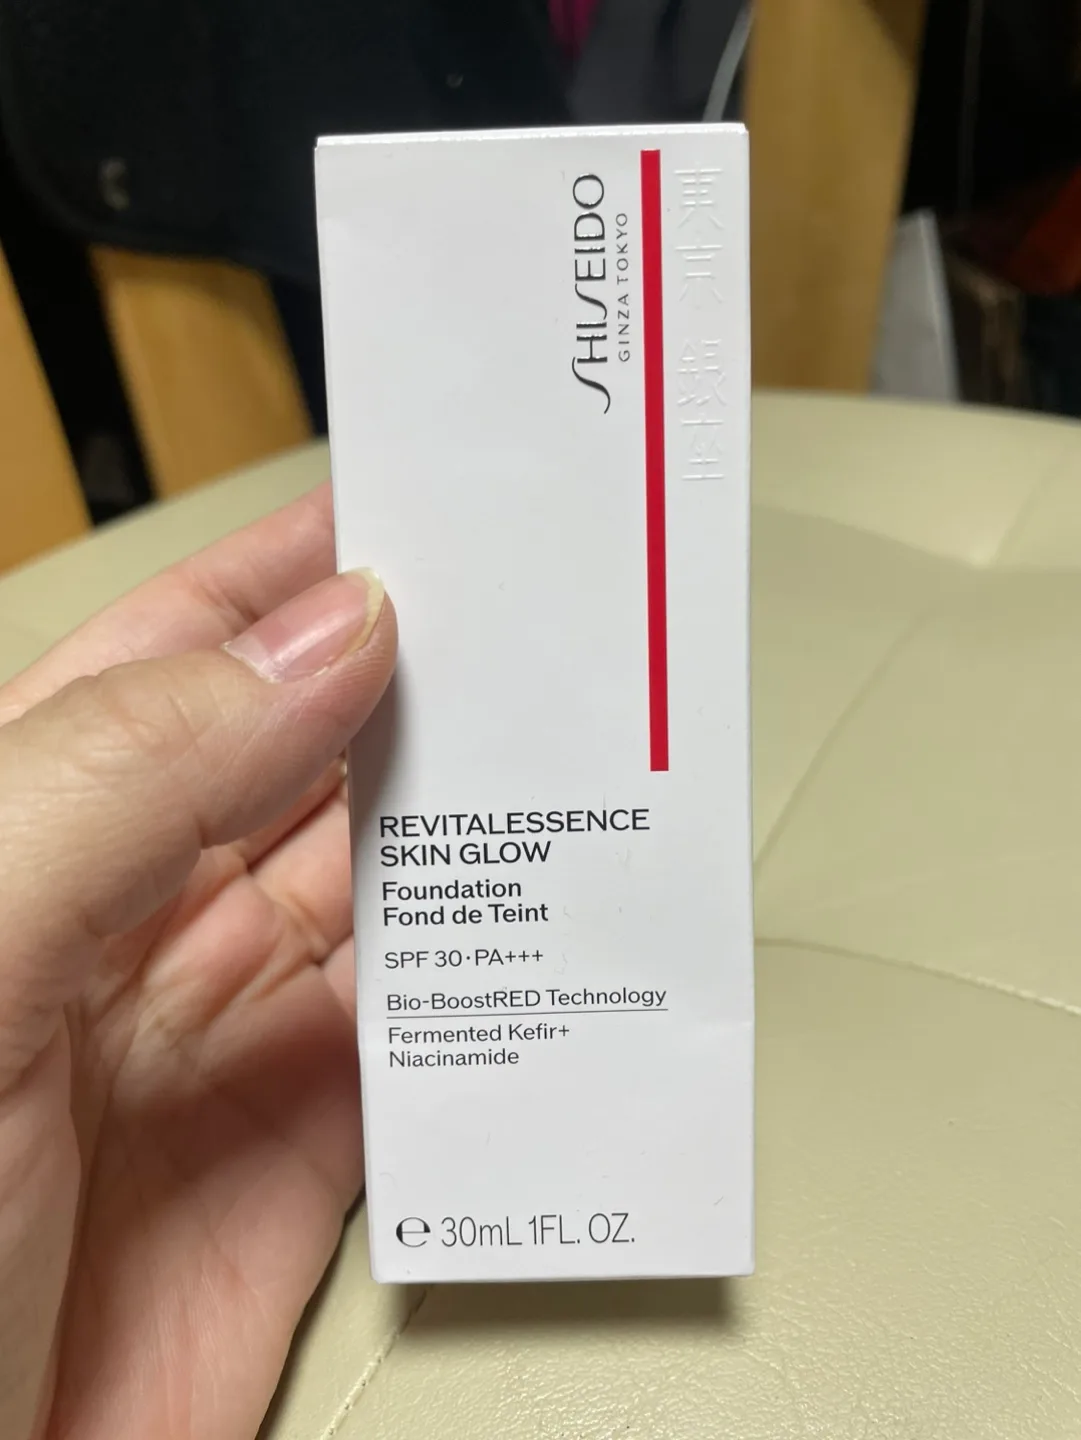 SHISEIDO
GINZA TOKYO
東京 銀座
REVITALESSENCE
SKIN GLOW
Foundation
Fond de Teint
SPF 30·PA+++
Bio-BoostRED Technology
Fermented Kefir+
Niacinamide
℮ 30mL 1FL. OZ.